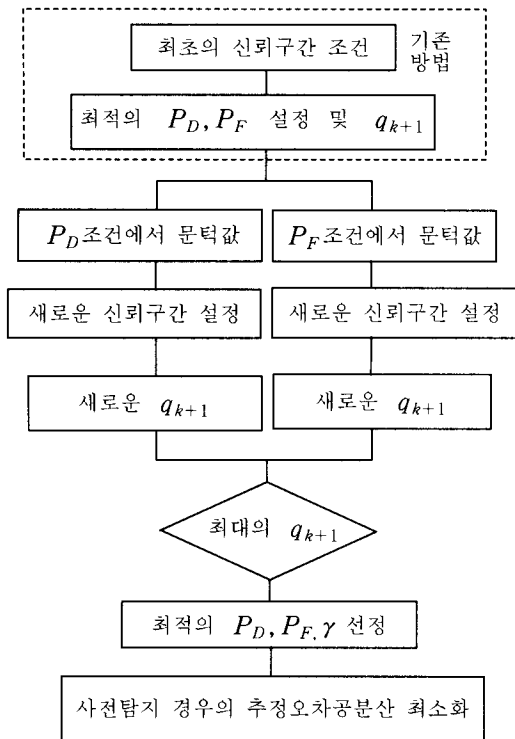 최초의 신뢰구간 조건
기존
방법
최적의 P_D, P_F 설정 및 q_{k+1}
P_D조건에서 문턱값
P_F조건에서 문턱값
새로운 신뢰구간 설정
새로운 신뢰구간 설정
새로운 q_{k+1}
새로운 q_{k+1}
최대의 q_{k+1}
최적의 P_D, P_F, γ 선정
사전탐지 경우의 추정오차공분산 최소화